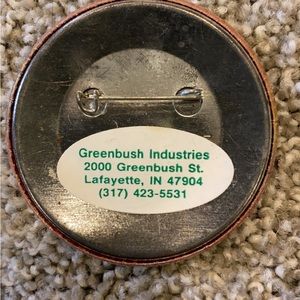 Greenbush Industries
2000 Greenbush St.
Lafayette, IN 47904
(317) 423-5531